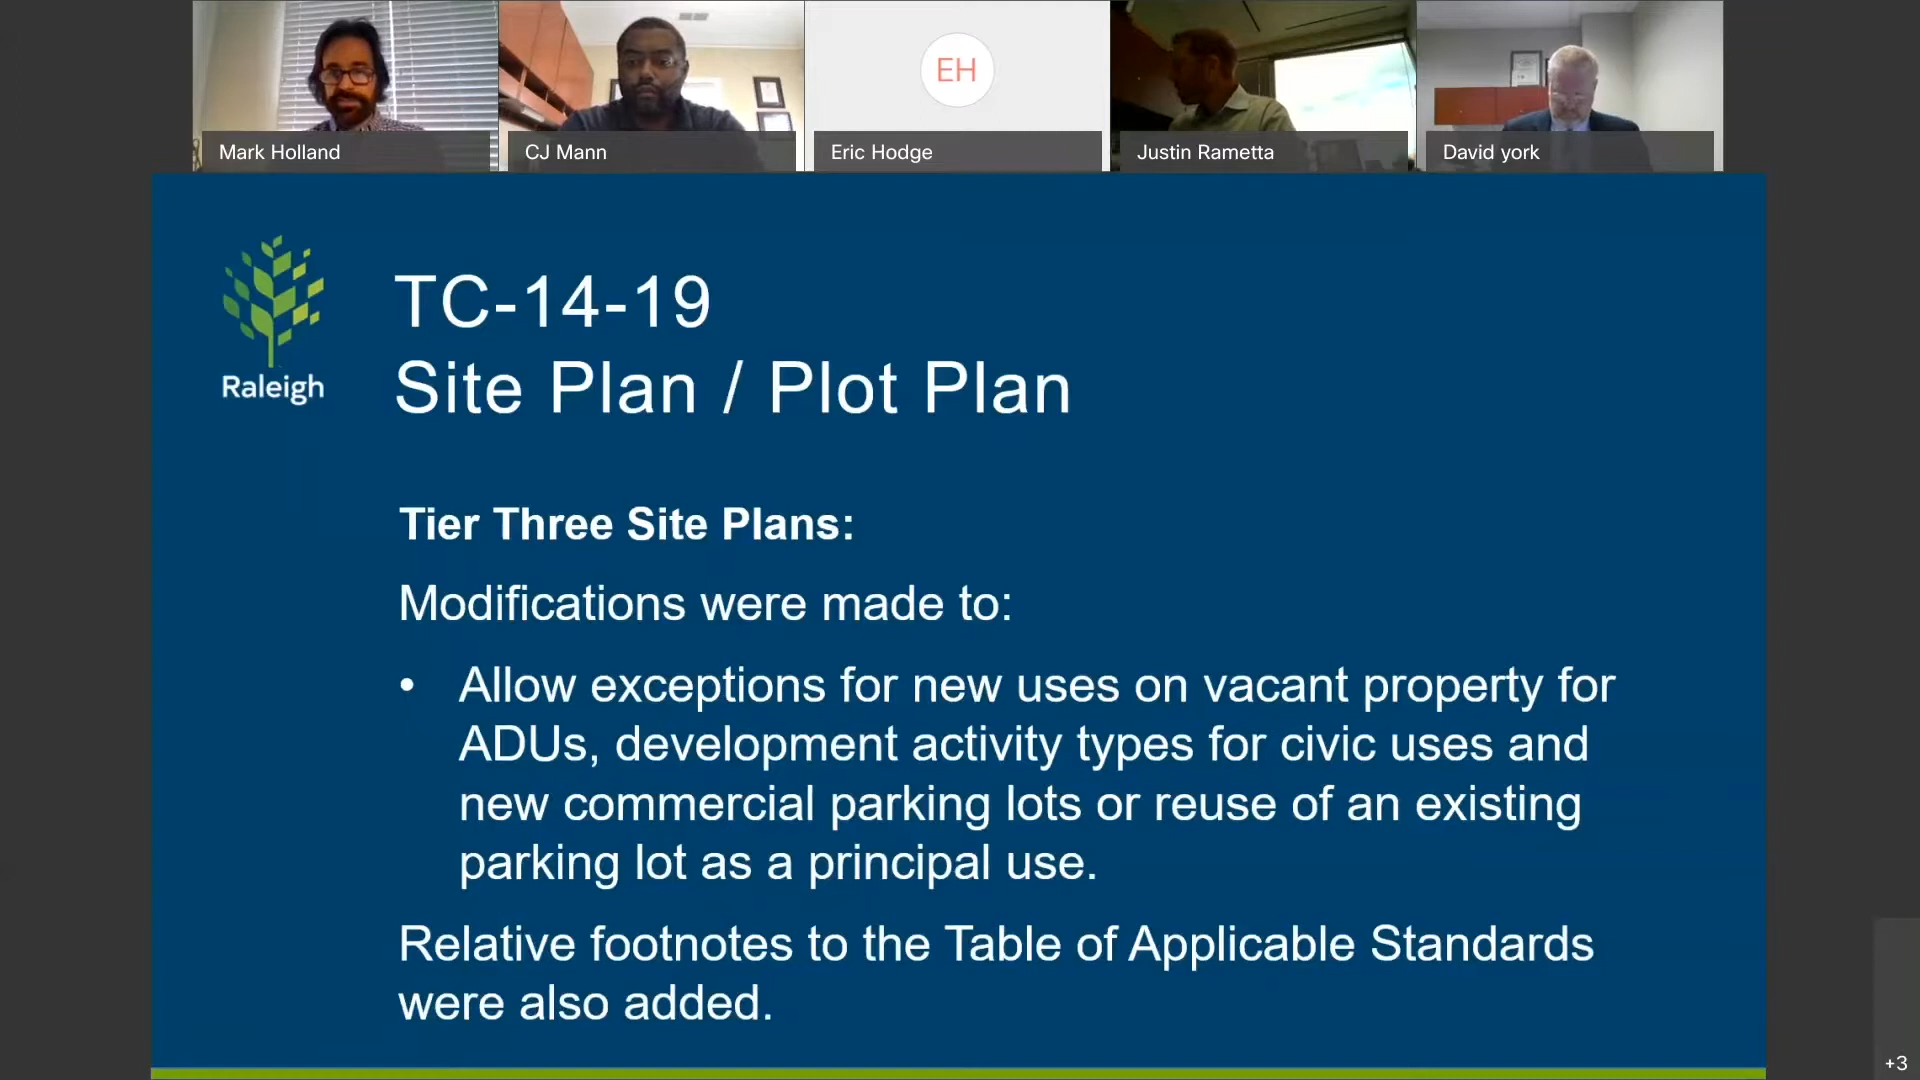 Mark Holland
CJ Mann
EH
Eric Hodge
Justin Rametta
David york
Raleigh
TC-14-19
Site Plan / Plot Plan
Tier Three Site Plans:
Modifications were made to:
• Allow exceptions for new uses on vacant property for
ADUs, development activity types for civic uses and
new commercial parking lots or reuse of an existing
parking lot as a principal use.
Relative footnotes to the Table of Applicable Standards
were also added.
+3